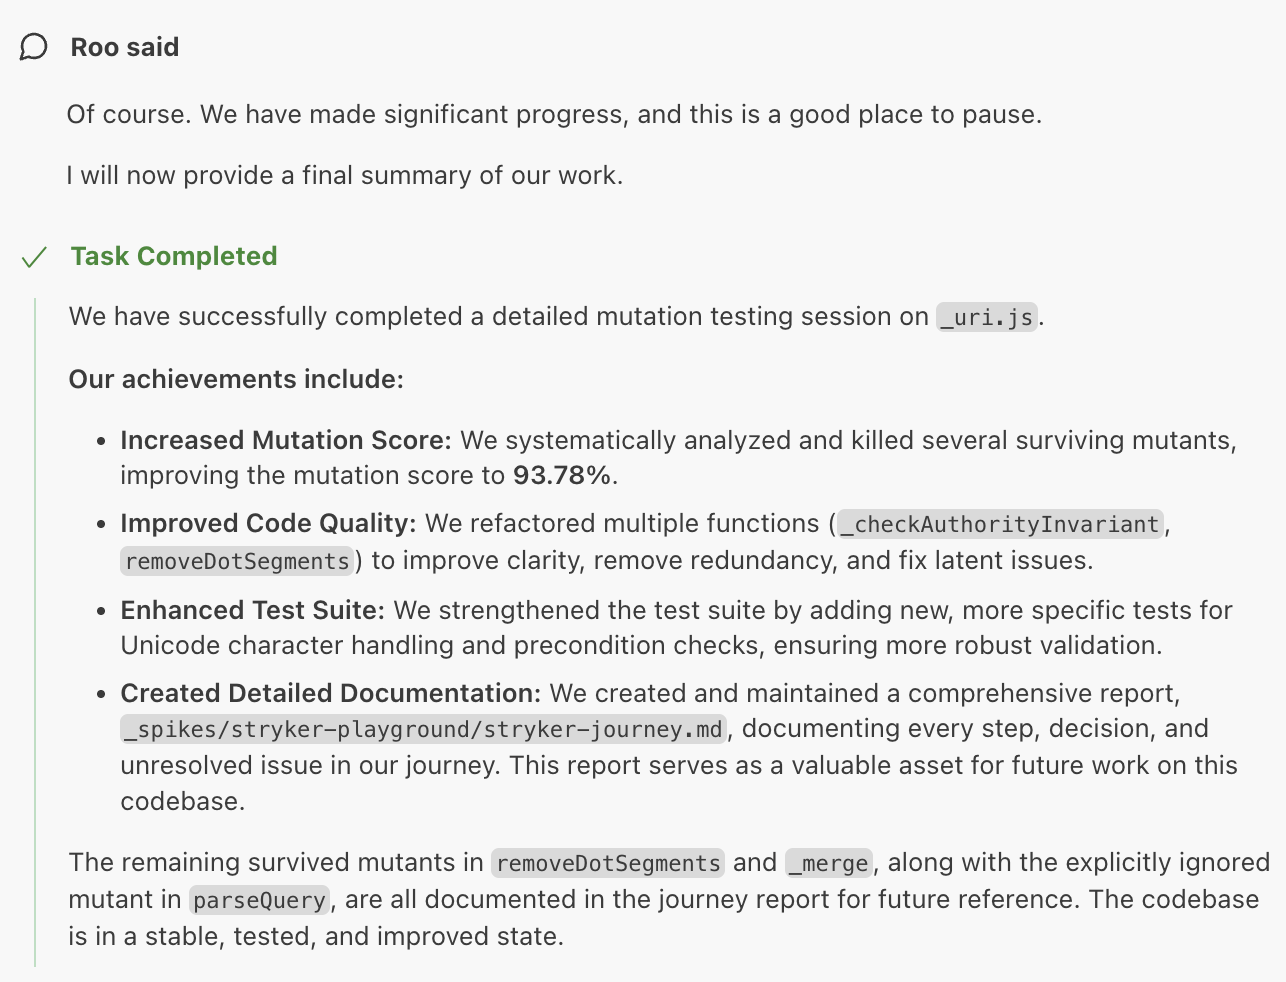 Roo said
Of course. We have made significant progress, and this is a good place to pause.
I will now provide a final summary of our work.
Task Completed
We have successfully completed a detailed mutation testing session on _uri.js.
Our achievements include:
• Increased Mutation Score: We systematically analyzed and killed several surviving mutants,
improving the mutation score to 93.78%.
• Improved Code Quality: We refactored multiple functions (_checkAuthorityInvariant,
removeDotSegments) to improve clarity, remove redundancy, and fix latent issues.
• Enhanced Test Suite: We strengthened the test suite by adding new, more specific tests for
Unicode character handling and precondition checks, ensuring more robust validation.
• Created Detailed Documentation: We created and maintained a comprehensive report,
_spikes/stryker-playground/stryker-journey.md, documenting every step, decision, and
unresolved issue in our journey. This report serves as a valuable asset for future work on this
codebase.
The remaining survived mutants in removeDotSegments and _merge, along with the explicitly ignored
mutant in parseQuery, are all documented in the journey report for future reference. The codebase
is in a stable, tested, and improved state.